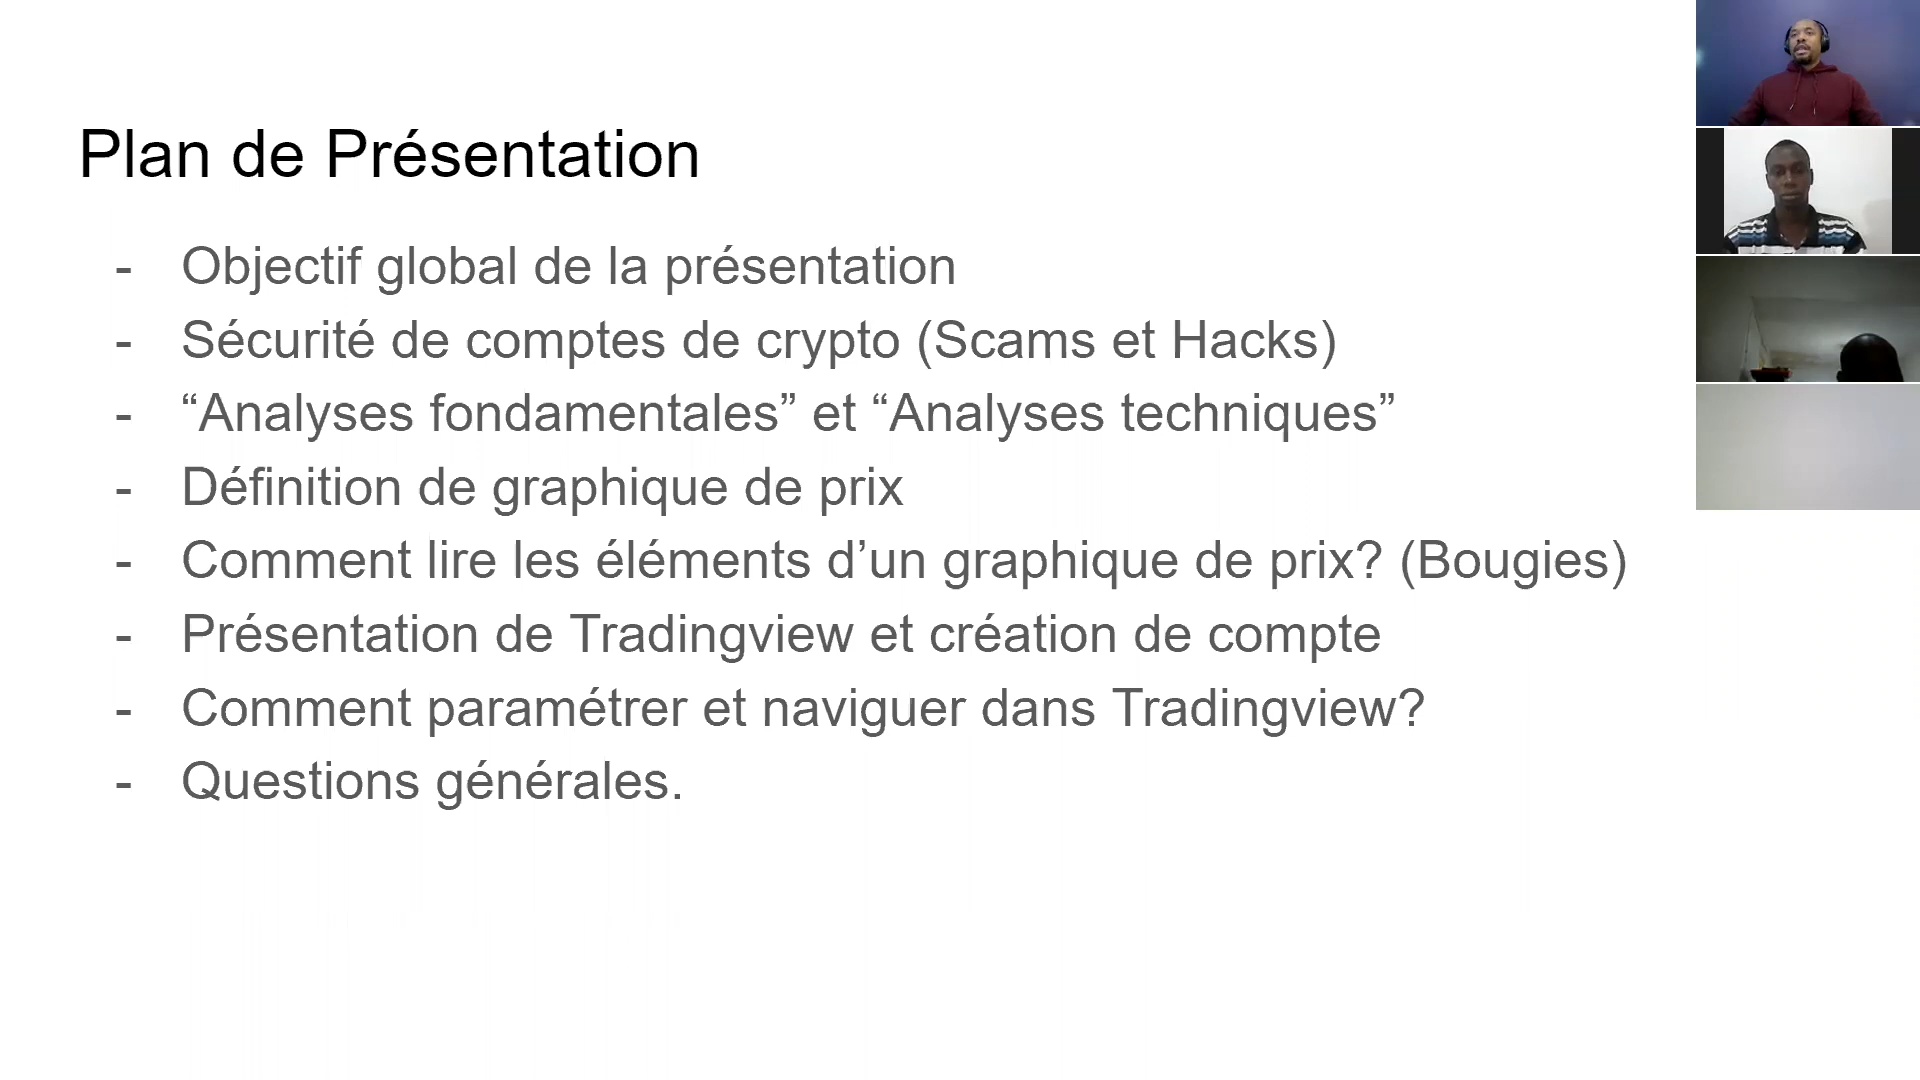 Plan de Présentation
- Objectif global de la présentation
- Sécurité de comptes de crypto (Scams et Hacks)
- “Analyses fondamentales” et “Analyses techniques”
- Définition de graphique de prix
- Comment lire les éléments d’un graphique de prix? (Bougies)
- Présentation de Tradingview et création de compte
- Comment paramétrer et naviguer dans Tradingview?
- Questions générales.